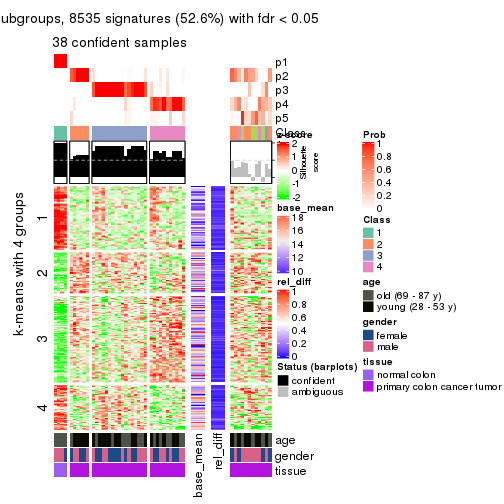 ubgroups, 8535 signatures (52.6%) with fdr < 0.05
38 confident samples
p1
p2
p3
p4
p5
Class
Silhouette
score
k-means with 4 groups
1
2
3
4
base_mean
rel_diff
age
gender
tissue
z-score
2
1
0
-1
-2
base_mean
18
16
14
12
10
rel_diff
1
0.8
0.6
0.4
0.2
0
Status (barplots)
confident
ambiguous
Prob
1
0.8
0.6
0.4
0.2
0
Class
1
2
3
4
age
old (69 - 87 y)
young (28 - 53 y)
gender
female
male
tissue
normal colon
primary colon cancer tumor